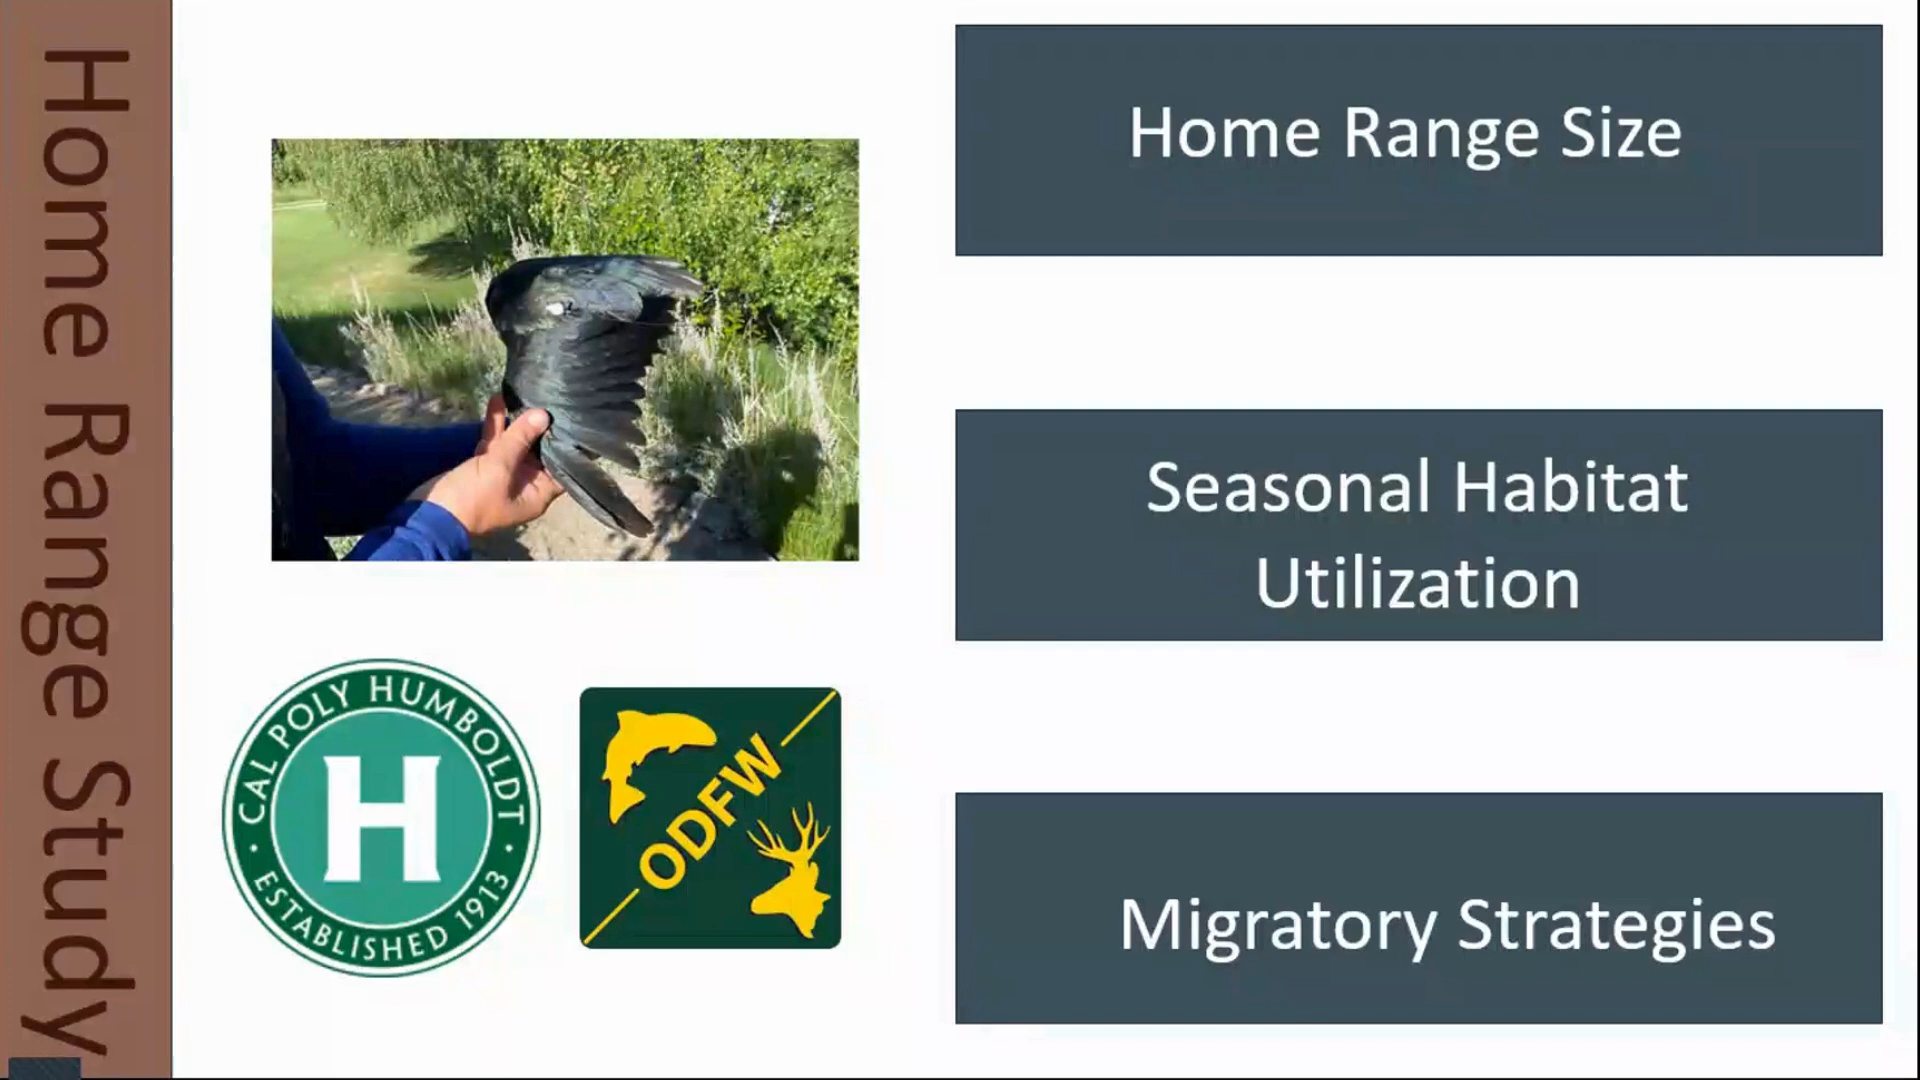 Home Range Study
Home Range Size
Seasonal Habitat
Utilization
Migratory Strategies
CAL POLY HUMBOLDT
H
· ESTABLISHED 1913 ·
ODFW